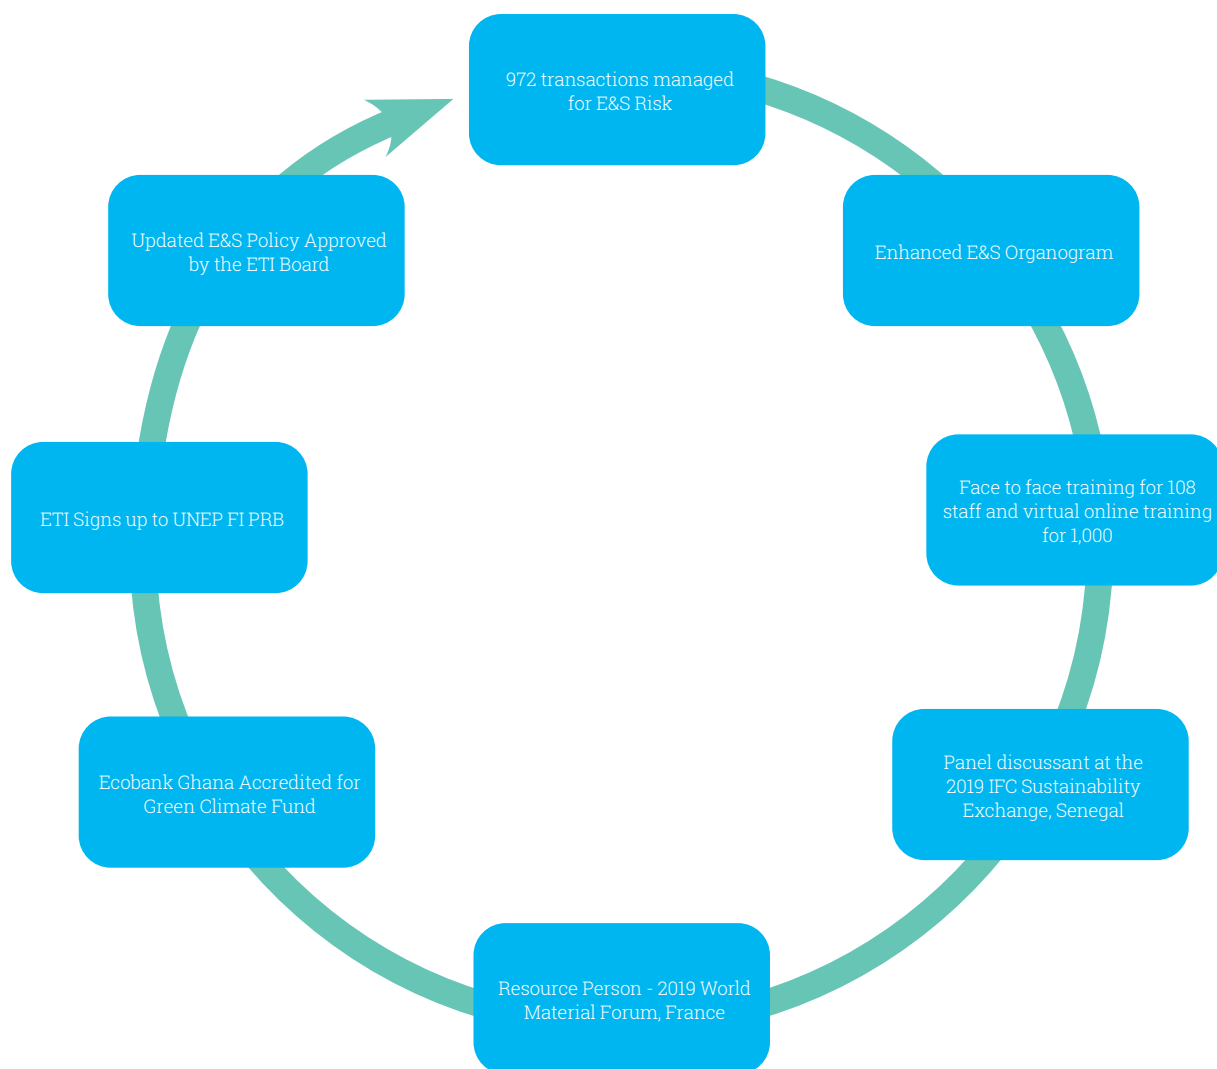 972 transactions managed
for E&S Risk
Enhanced E&S Organogram
Face to face training for 108
staff and virtual online training
for 1,000
Panel discussant at the
2019 IFC Sustainability
Exchange, Senegal
Resource Person - 2019 World
Material Forum, France
Ecobank Ghana Accredited for
Green Climate Fund
ETI Signs up to UNEP FI PRB
Updated E&S Policy Approved
by the ETI Board